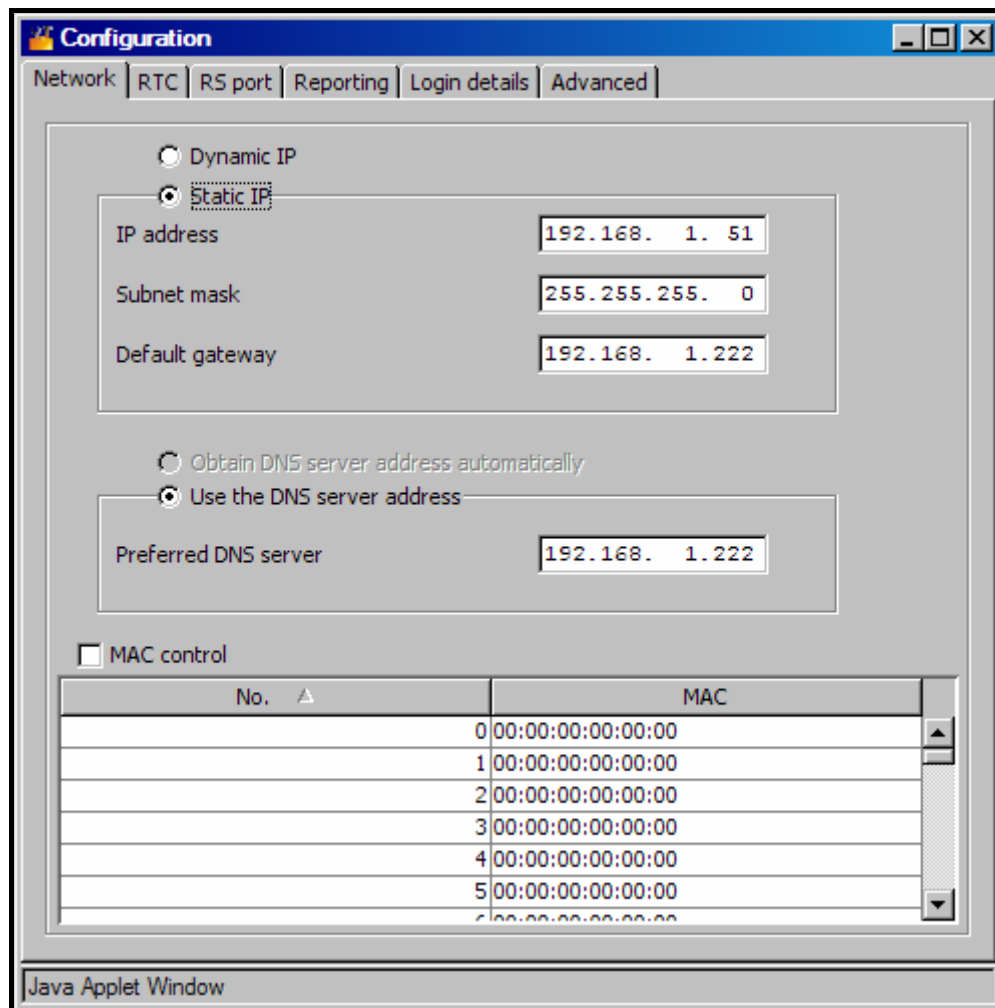 Configuration
Network RTC RS port Reporting Login details Advanced
Dynamic IP
Static IP
IP address 192.168. 1. 51
Subnet mask 255.255.255. 0
Default gateway 192.168. 1.222
Obtain DNS server address automatically
Use the DNS server address
Preferred DNS server 192.168. 1.222
MAC control
No. MAC
0 00:00:00:00:00:00
1 00:00:00:00:00:00
2 00:00:00:00:00:00
3 00:00:00:00:00:00
4 00:00:00:00:00:00
5 00:00:00:00:00:00
Java Applet Window